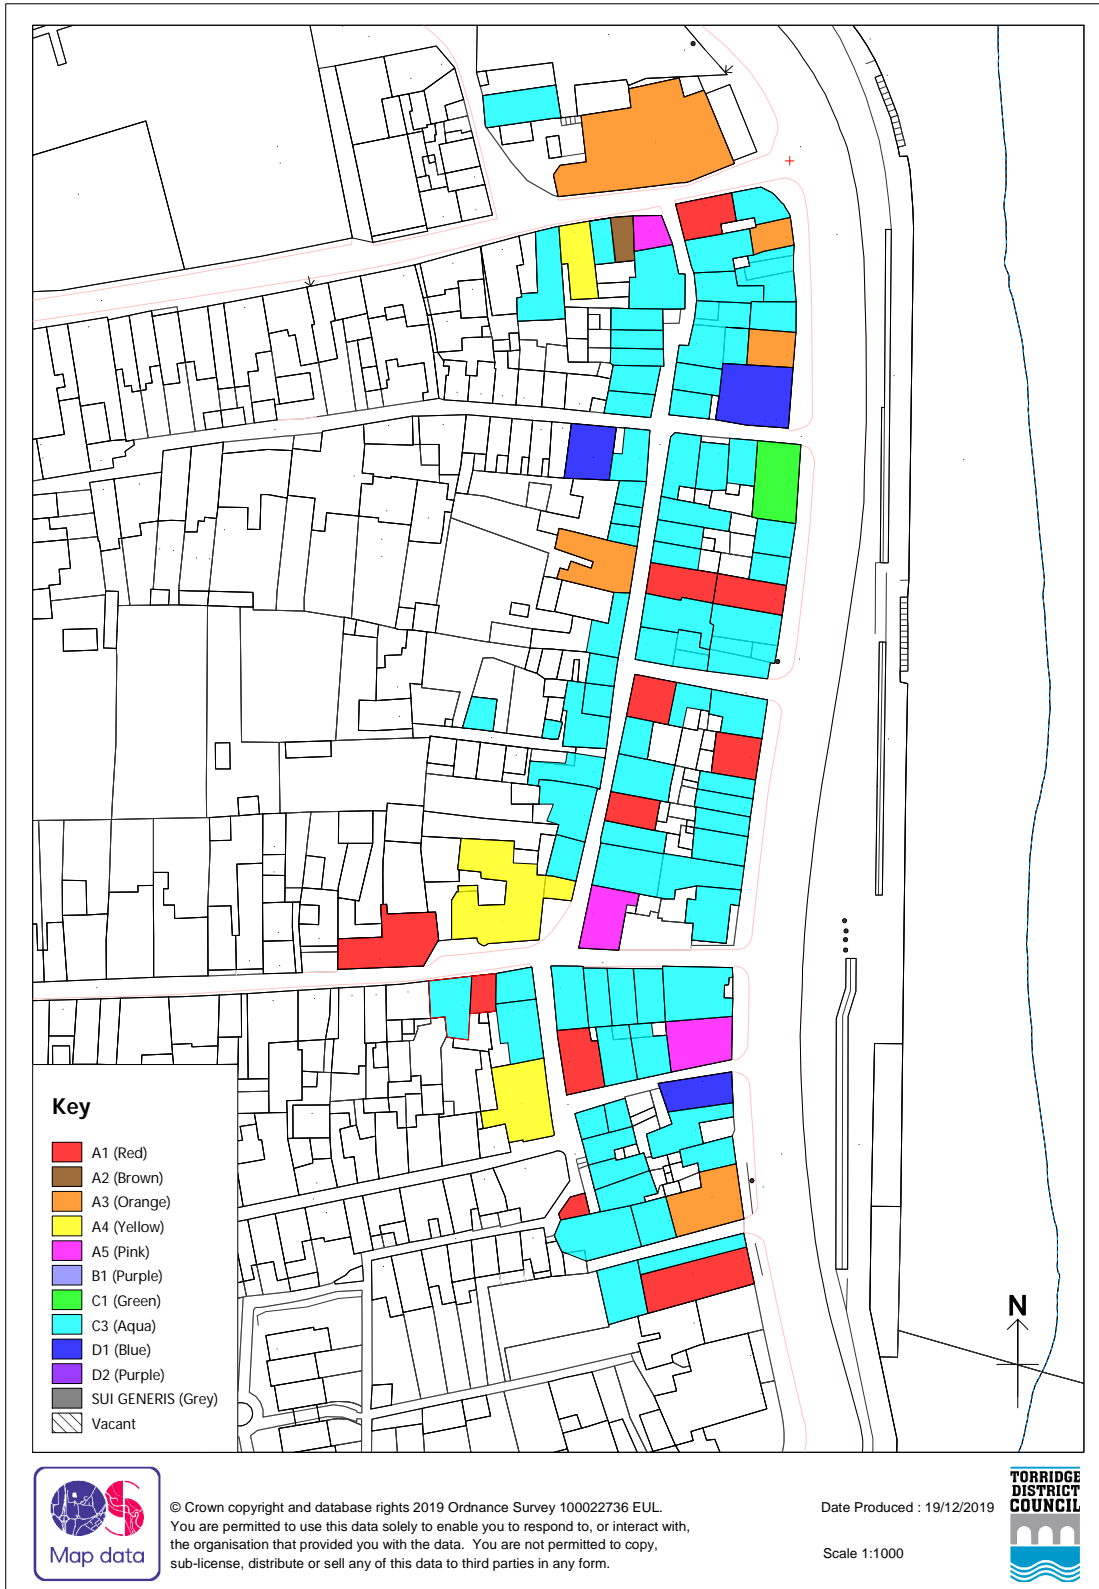 N
Key
A1 (Red)
A2 (Brown)
A3 (Orange)
A4 (Yellow)
A5 (Pink)
B1 (Purple)
C1 (Green)
C3 (Aqua)
D1 (Blue)
D2 (Purple)
SUI GENERIS (Grey)
Vacant
OS
Map data
© Crown copyright and database rights 2019 Ordnance Survey 100022736 EUL.
You are permitted to use this data solely to enable you to respond to, or interact with,
the organisation that provided you with the data. You are not permitted to copy,
sub-license, distribute or sell any of this data to third parties in any form.
Date Produced : 19/12/2019
Scale 1:1000
TORRIDGE
DISTRICT
COUNCIL